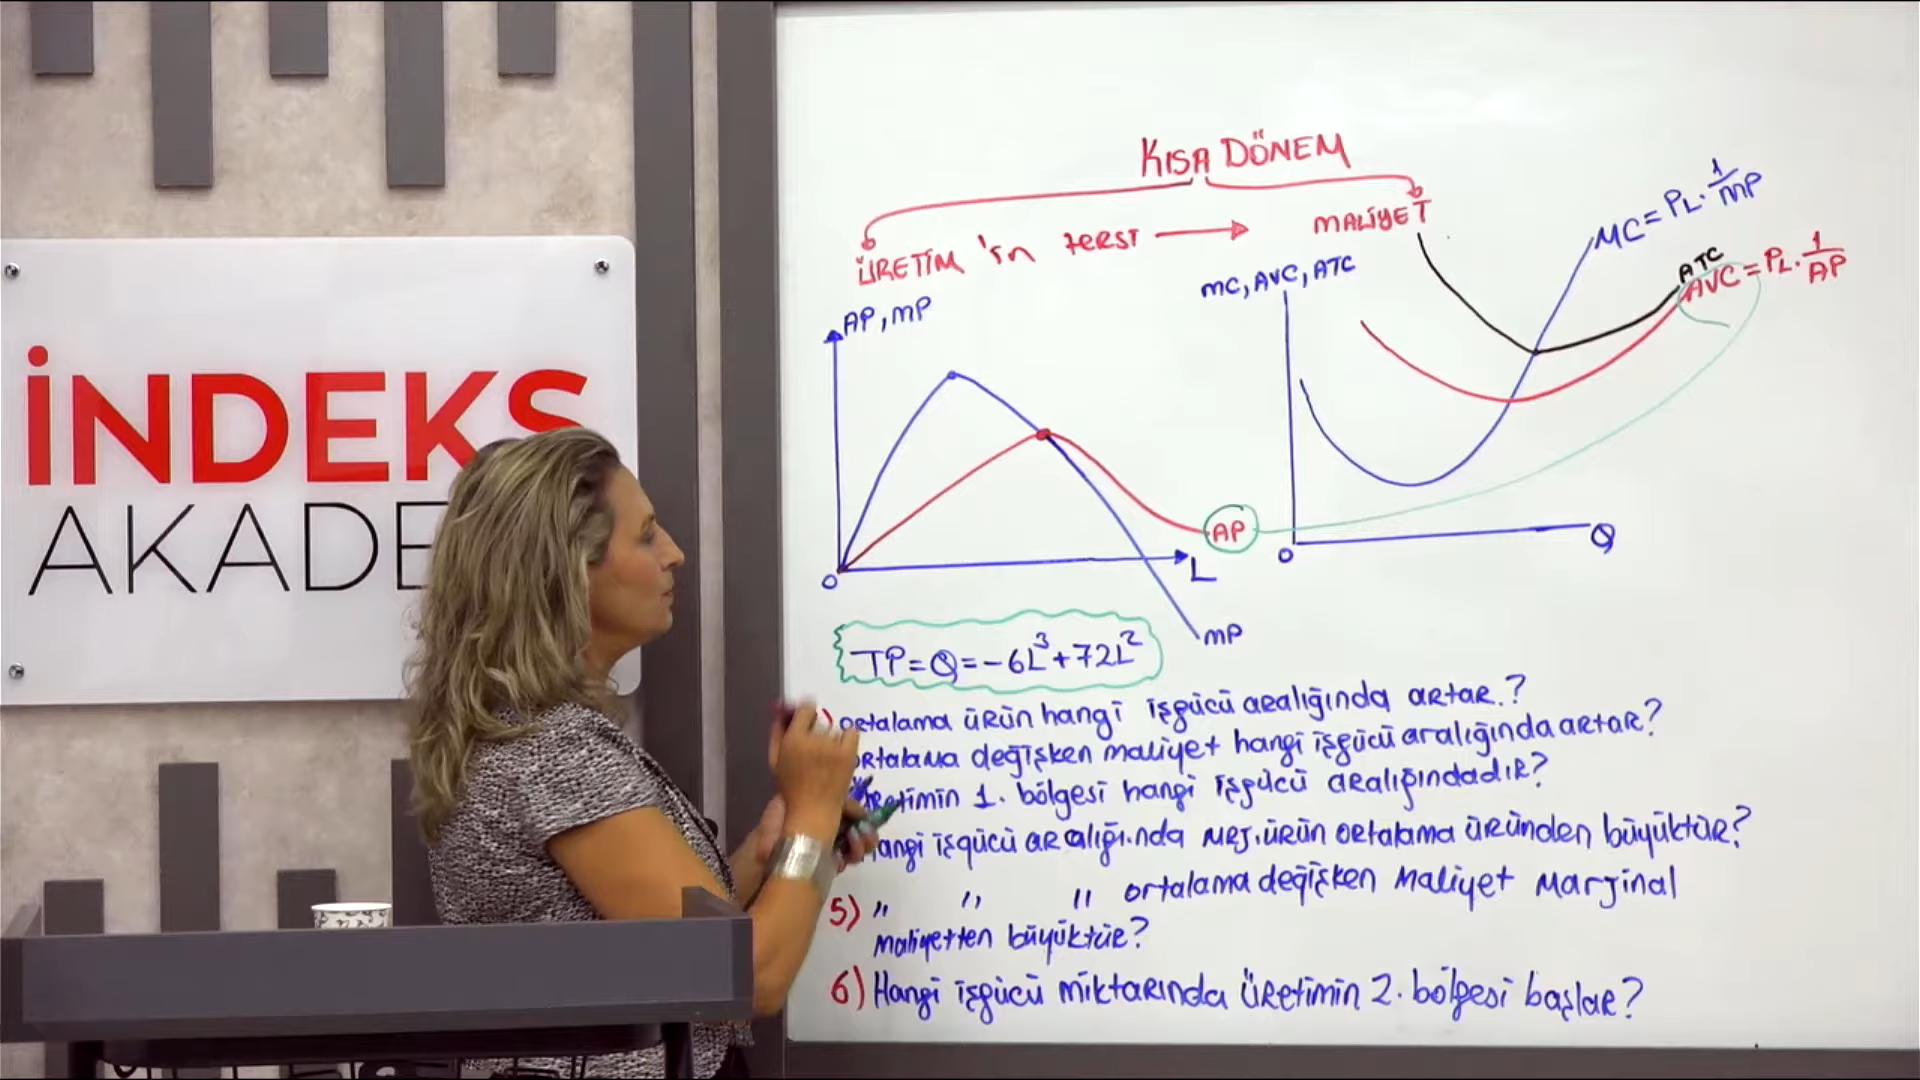 İNDEKS
AKADE
KISA DÖNEM
ÜRETİM 'in tersi
MALİYET
AP, MP
AP
L
0
MP
MC, AVC, ATC
MC = PL . 1/MP
ATC
AVC = PL . 1/AP
0
Q
TP = Q = -6L³ + 72L²
) ortalama ürün hangi işgücü aralığında artar.?
ortalama değişken maliyet hangi işgücü aralığında artar?
1. bölgesi hangi işgücü aralığındadır?
işgücü aralığında MRJ. ürün ortalama üründen büyüktür?
5) " " " ortalama değişken maliyet marjinal
maliyetten büyüktür?
6) Hangi işgücü miktarında üretimin 2. bölgesi başlar?